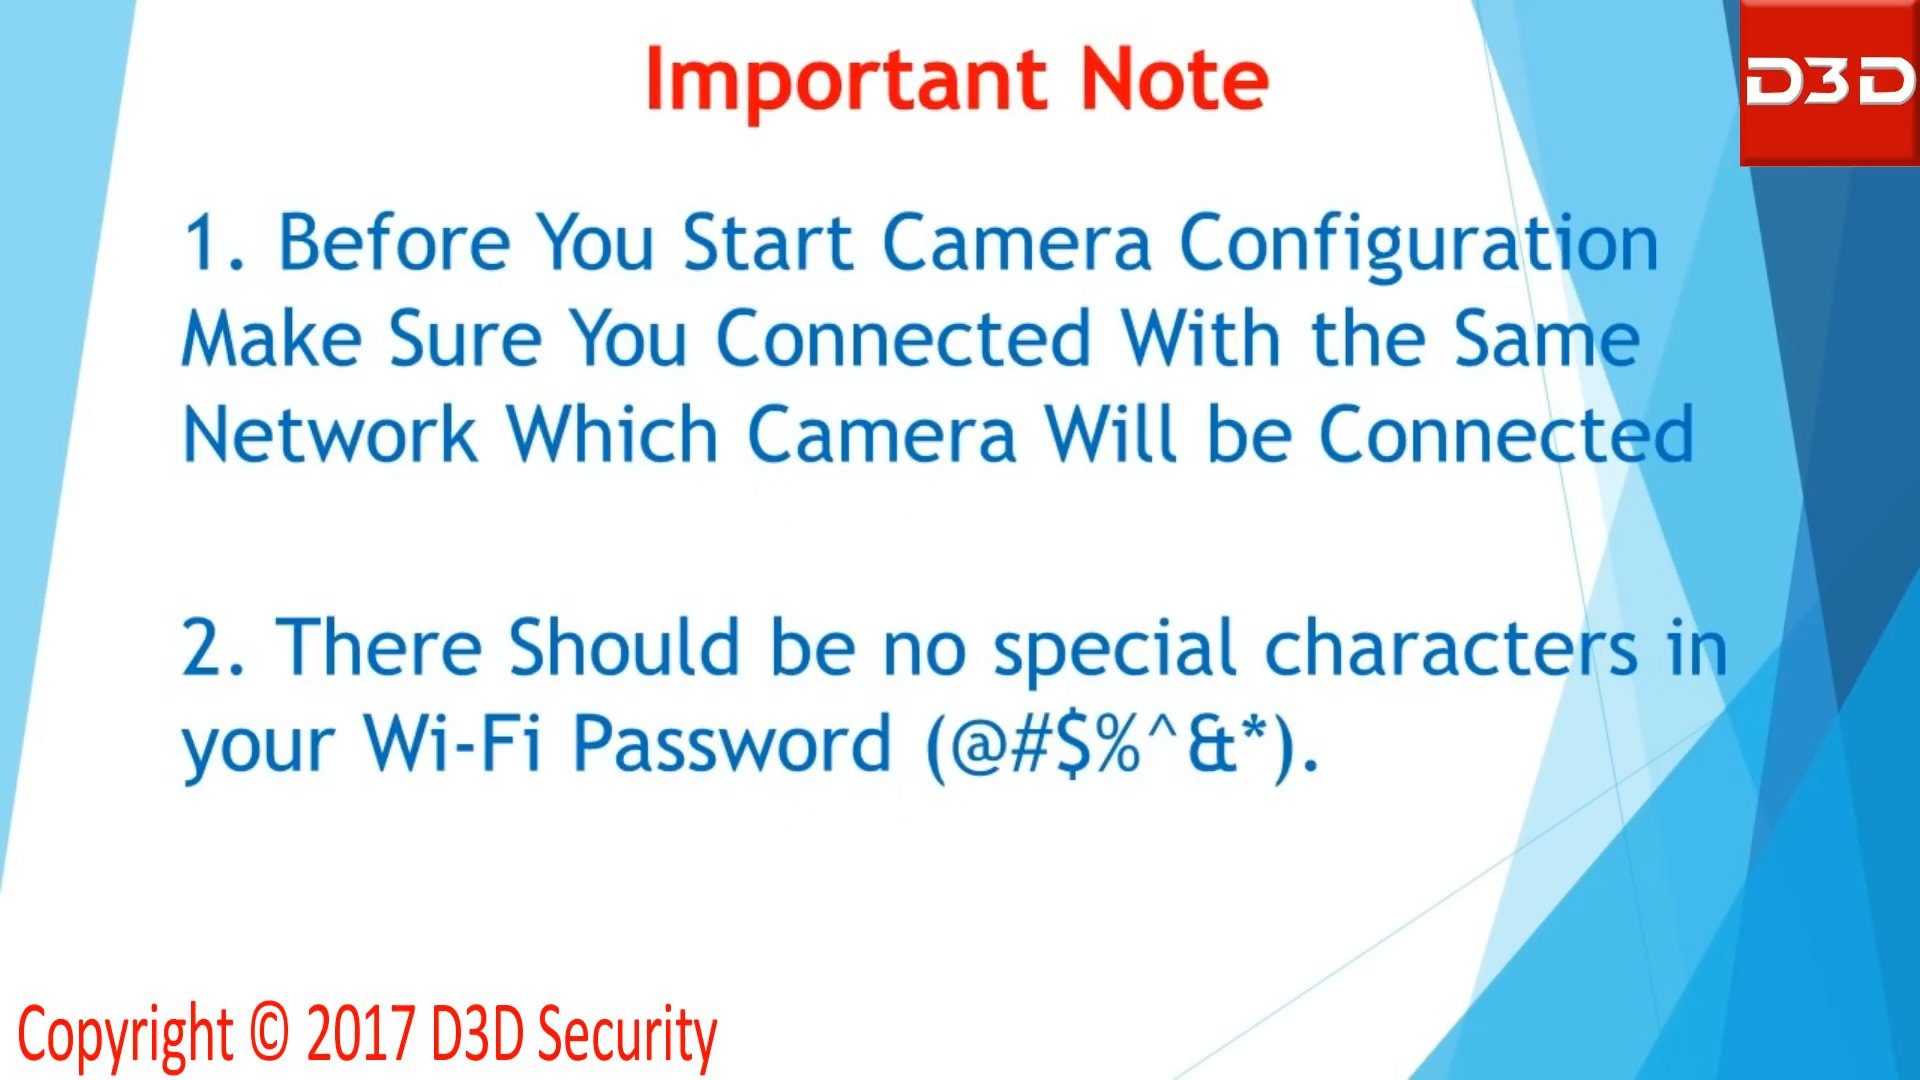 Important Note
D3D
1. Before You Start Camera Configuration
Make Sure You Connected With the Same
Network Which Camera Will be Connected
2. There Should be no special characters in
your Wi-Fi Password (@#$%^&*).
Copyright © 2017 D3D Security